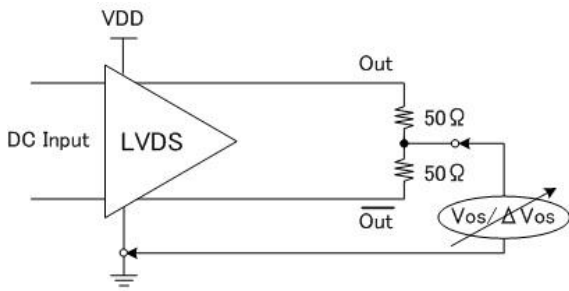 VDD
Out
50Ω
DC Input
LVDS
50Ω
Out
Vos/ΔVos